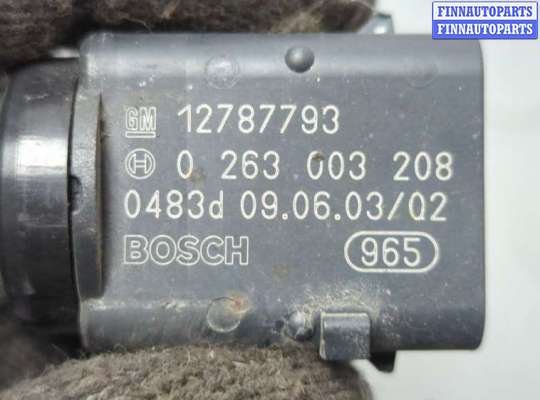 FINNAUTOPARTS
FINNAUTOPARTS
GM 12787793
0 263 003 208
0483d 09.06.03/02
BOSCH 965